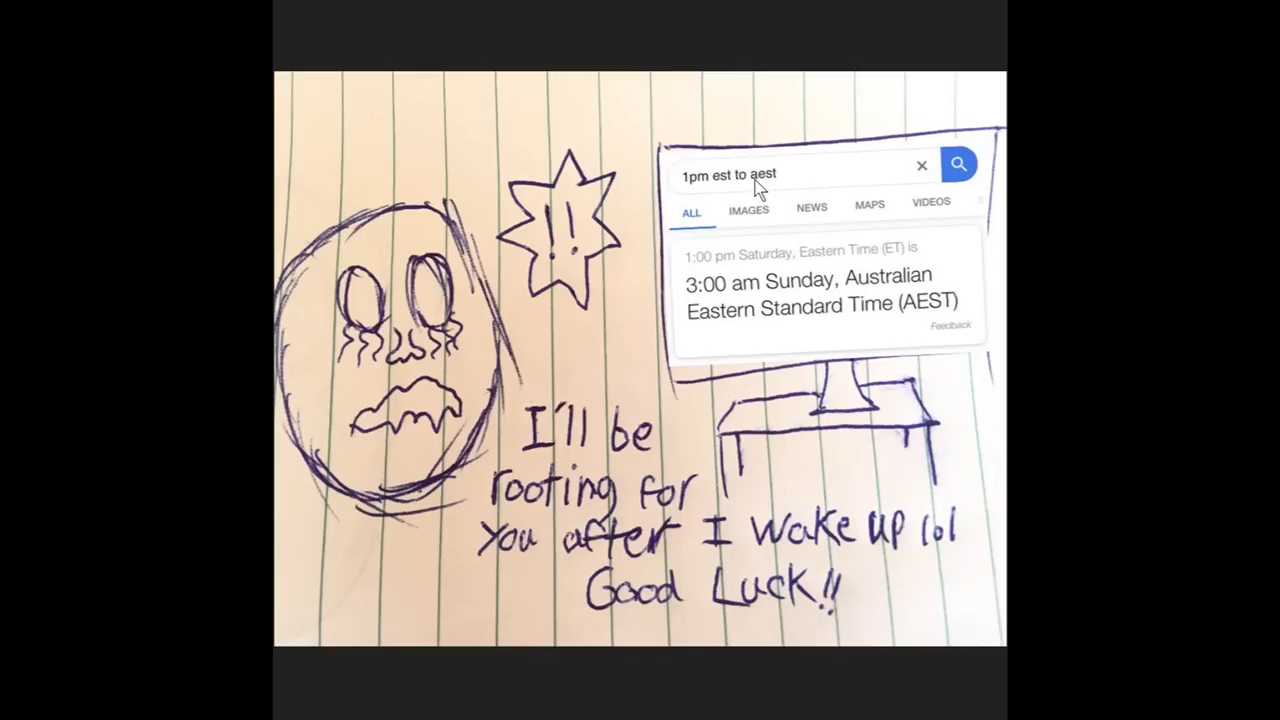 !!
1pm est to aest
ALL IMAGES NEWS MAPS VIDEOS
1:00 pm Saturday, Eastern Time (ET) is
3:00 am Sunday, Australian
Eastern Standard Time (AEST)
Feedback
I'll be
rooting for
you after I wake up lol
Good Luck!!